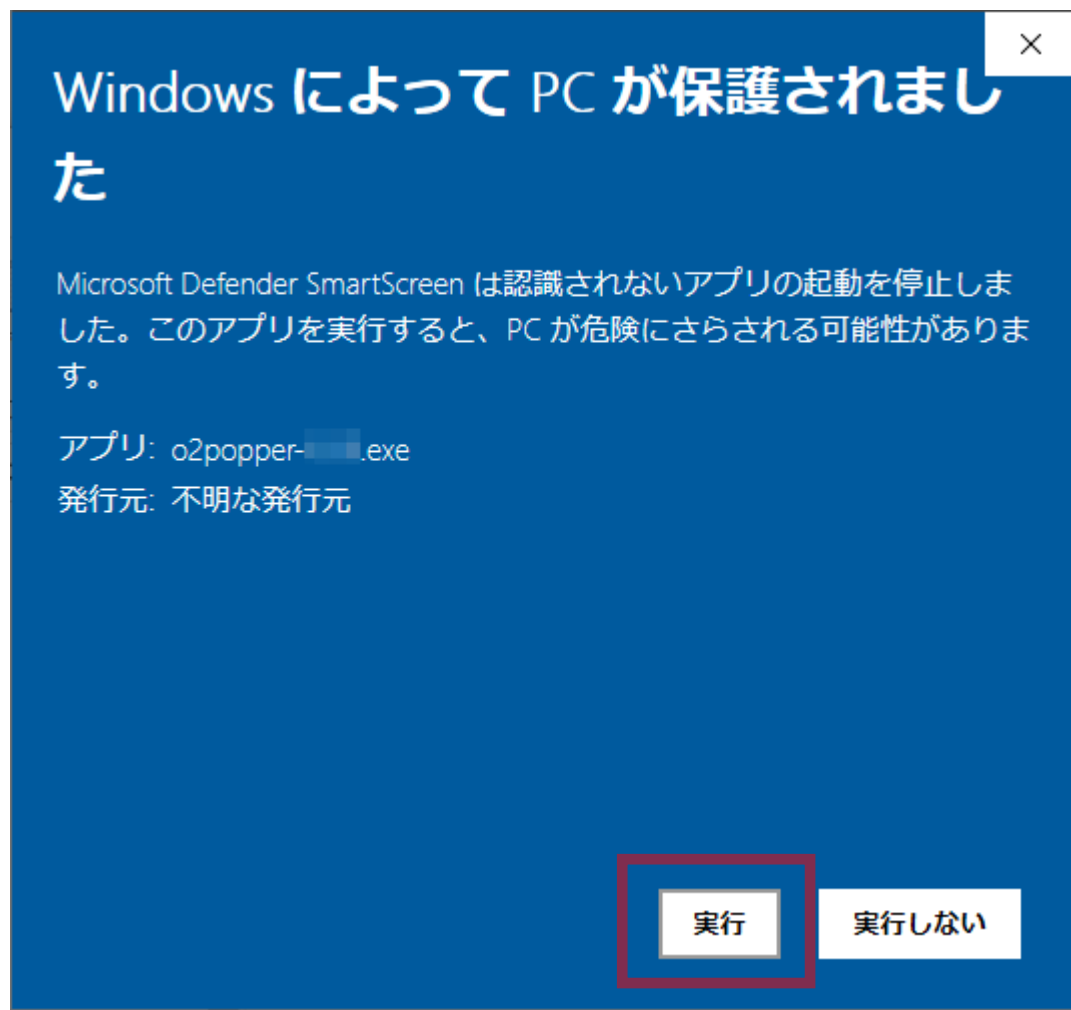 Windows によって PC が保護されまし
た
Microsoft Defender SmartScreen は認識されないアプリの起動を停止しま
した。このアプリを実行すると、PC が危険にさらされる可能性がありま
す。
アプリ: o2popper- .exe
発行元: 不明な発行元
実行 実行しない